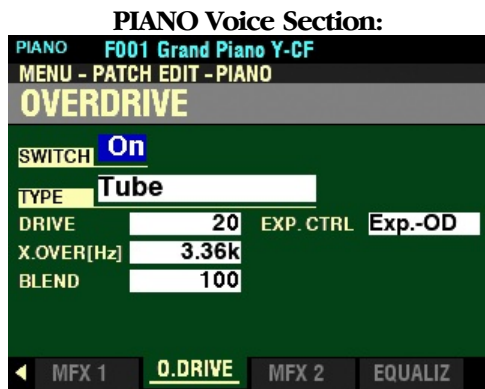 PIANO Voice Section:
PIANO F001 Grand Piano Y-CF
MENU - PATCH EDIT - PIANO
OVERDRIVE
SWITCH On
TYPE Tube
DRIVE 20 EXP. CTRL Exp.-OD
X.OVER[Hz] 3.36k
BLEND 100
MFX 1 O.DRIVE MFX 2 EQUALIZ